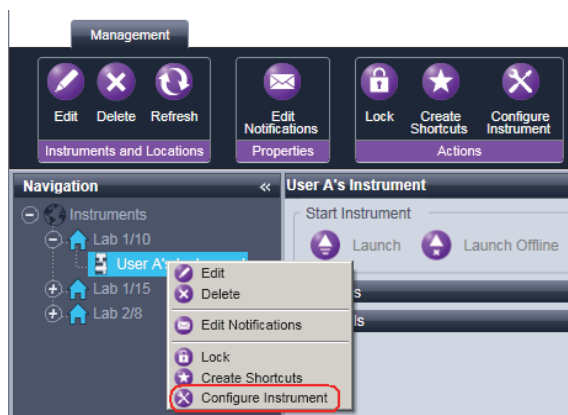 Management
Edit Delete Refresh
Edit
Notifications
Lock
Create
Shortcuts
Configure
Instrument
Instruments and Locations
Properties
Actions
Navigation «
User A's Instrument
Instruments
Lab 1/10
User A's
Lab 1/15
Lab 2/8
Start Instrument
Launch Launch Offline
Edit
Delete
Edit Notifications
Lock
Create Shortcuts
Configure Instrument